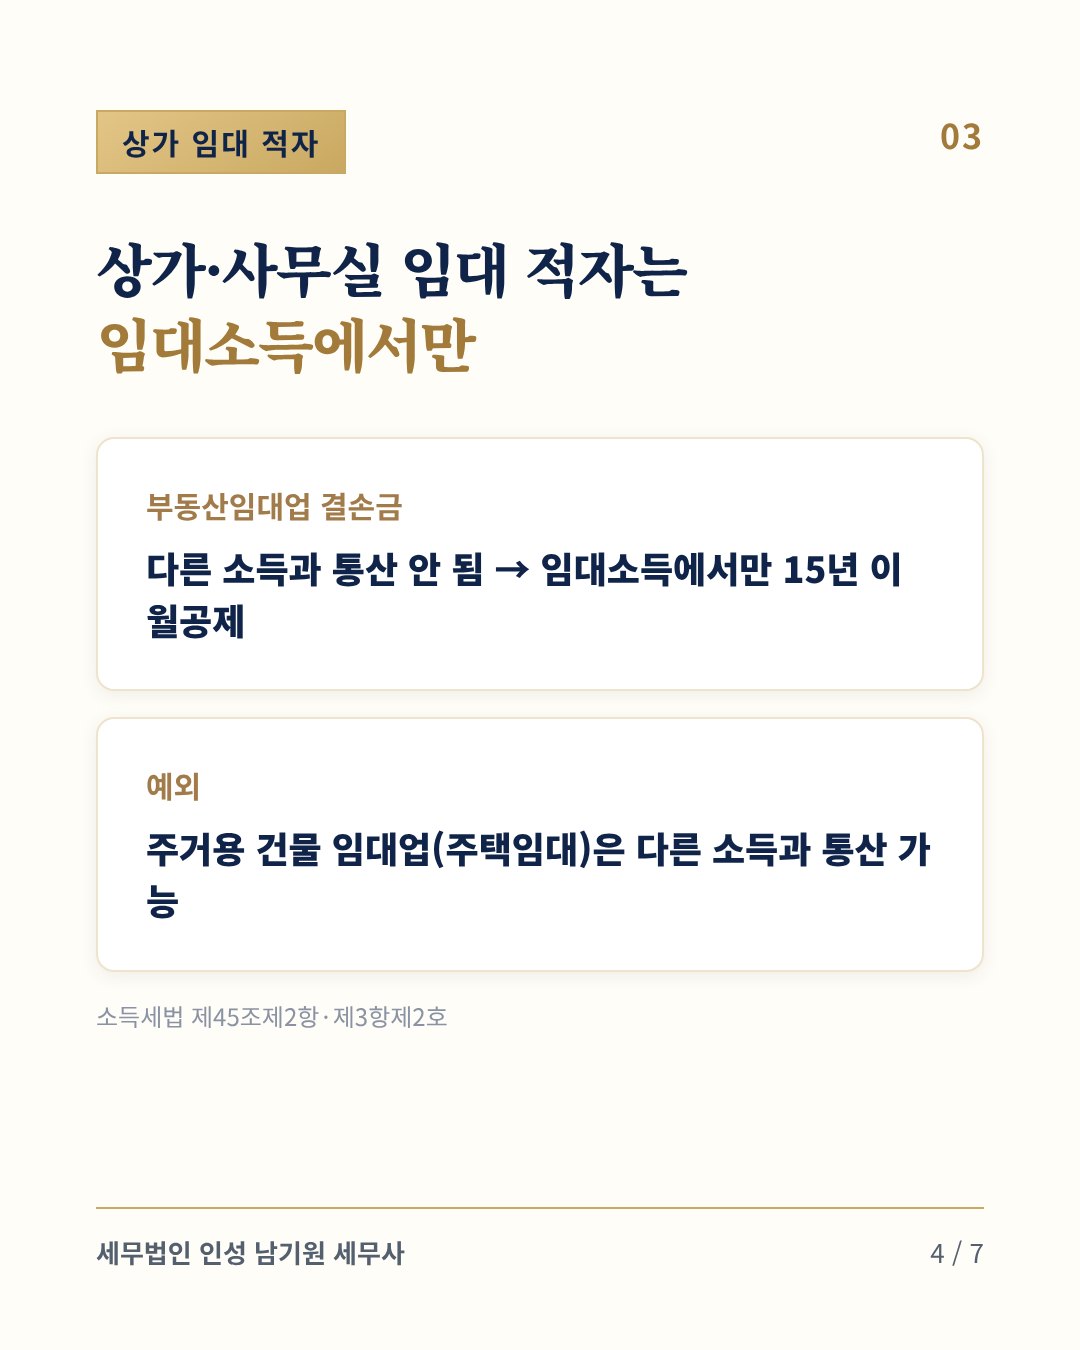 상가 임대 적자
03
상가·사무실 임대 적자는
임대소득에서만
부동산임대업 결손금
다른 소득과 통산 안 됨 → 임대소득에서만 15년 이
월공제
예외
주거용 건물 임대업(주택임대)은 다른 소득과 통산 가
능
소득세법 제45조제2항·제3항제2호
세무법인 인성 남기원 세무사
4 / 7